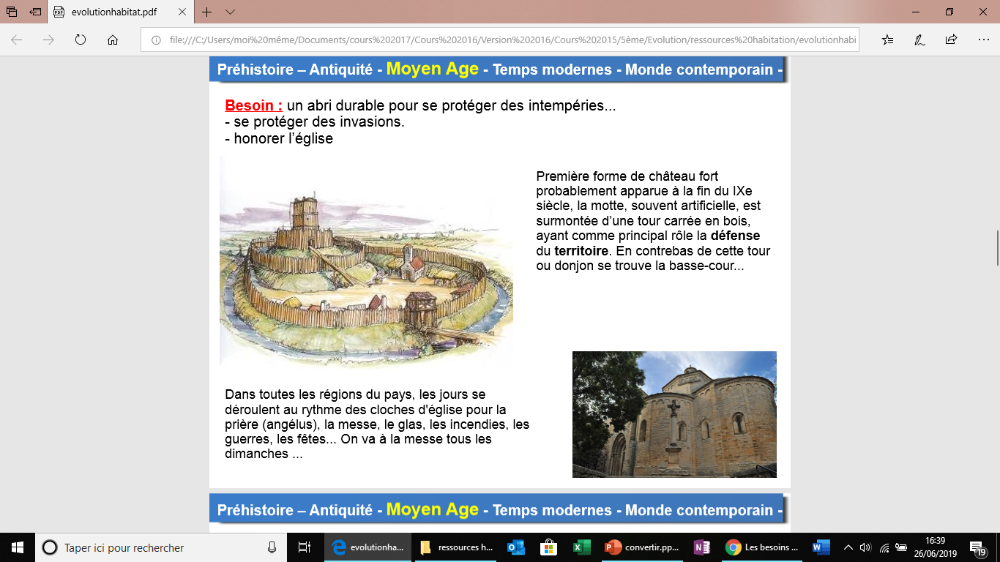 evolutionhabitat.pdf
file:///C:/Users/moi%20même/Documents/cours%202017/Cours%202016/Version%202016/Cours%202015/5ème/Evolution/ressources%20habitation/evolutionhabi
Préhistoire – Antiquité - Moyen Age - Temps modernes - Monde contemporain -
Besoin : un abri durable pour se protéger des intempéries...
- se protéger des invasions.
- honorer l’église
Première forme de château fort
probablement apparue à la fin du IXe
siècle, la motte, souvent artificielle, est
surmontée d’une tour carrée en bois,
ayant comme principal rôle la défense
du territoire. En contrebas de cette tour
ou donjon se trouve la basse-cour...
Dans toutes les régions du pays, les jours se
déroulent au rythme des cloches d'église pour la
prière (angélus), la messe, le glas, les incendies, les
guerres, les fêtes... On va à la messe tous les
dimanches ...
Préhistoire – Antiquité - Moyen Age - Temps modernes - Monde contemporain -
Taper ici pour rechercher
evolutionha...
ressources h...
convertir.pp...
Les besoins ...
16:39
26/06/2019
19